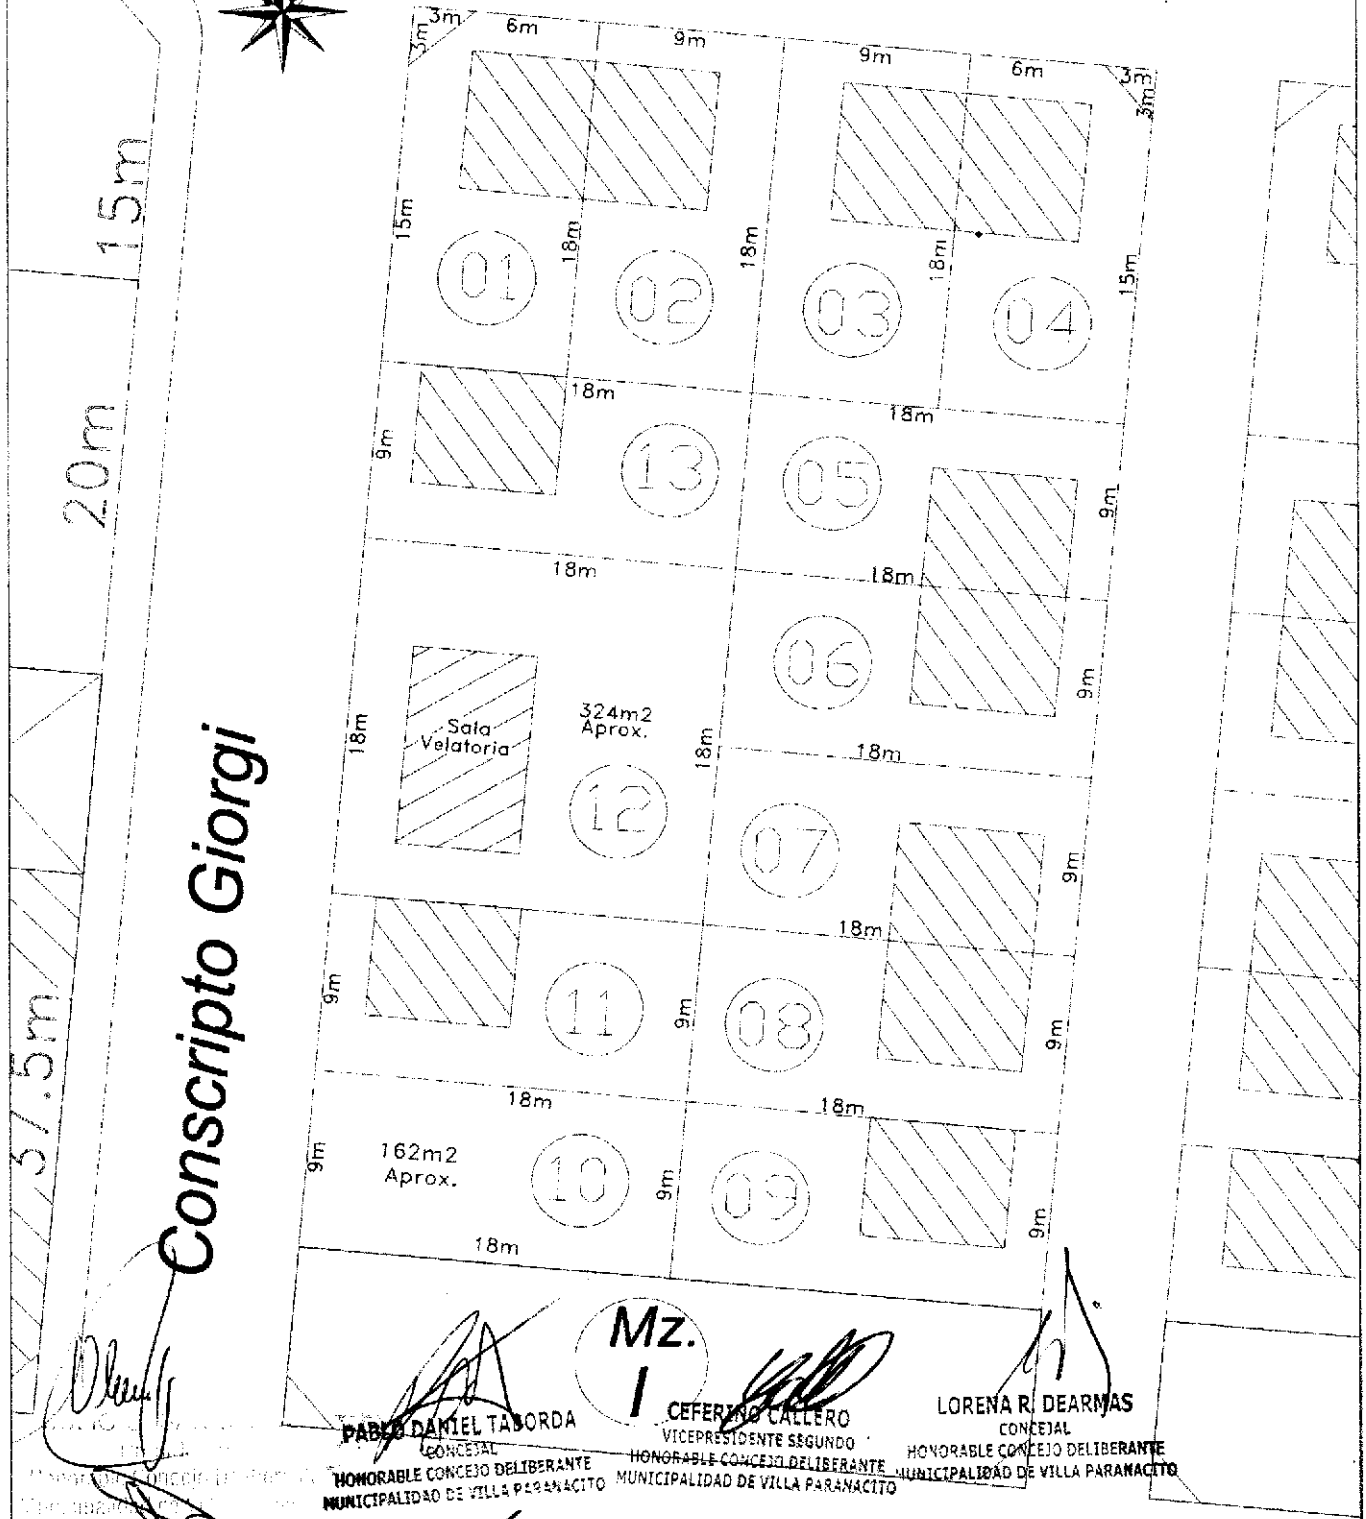 3m
6m
9m
9m
6m
3m
3m
3m
15m
15m
18m
18m
18m
15m
01
02
03
04
18m
18m
20m
9m
13
05
9m
18m
18m
06
9m
18m
Sala
Velatoria
324m2
Aprox.
18m
18m
12
07
9m
Conscripto Giorgi
18m
9m
11
9m
08
9m
37.5m
18m
18m
9m
162m2
Aprox.
10
9m
09
9m
18m
Mz.
I
PABLO DANIEL TABORDA
CONCEJAL
HONORABLE CONCEJO DELIBERANTE
MUNICIPALIDAD DE VILLA PARANACITO
CEFERINO CALLERO
VICEPRESIDENTE SEGUNDO
HONORABLE CONCEJO DELIBERANTE
MUNICIPALIDAD DE VILLA PARANACITO
LORENA R. DEARMAS
CONCEJAL
HONORABLE CONCEJO DELIBERANTE
MUNICIPALIDAD DE VILLA PARANACITO